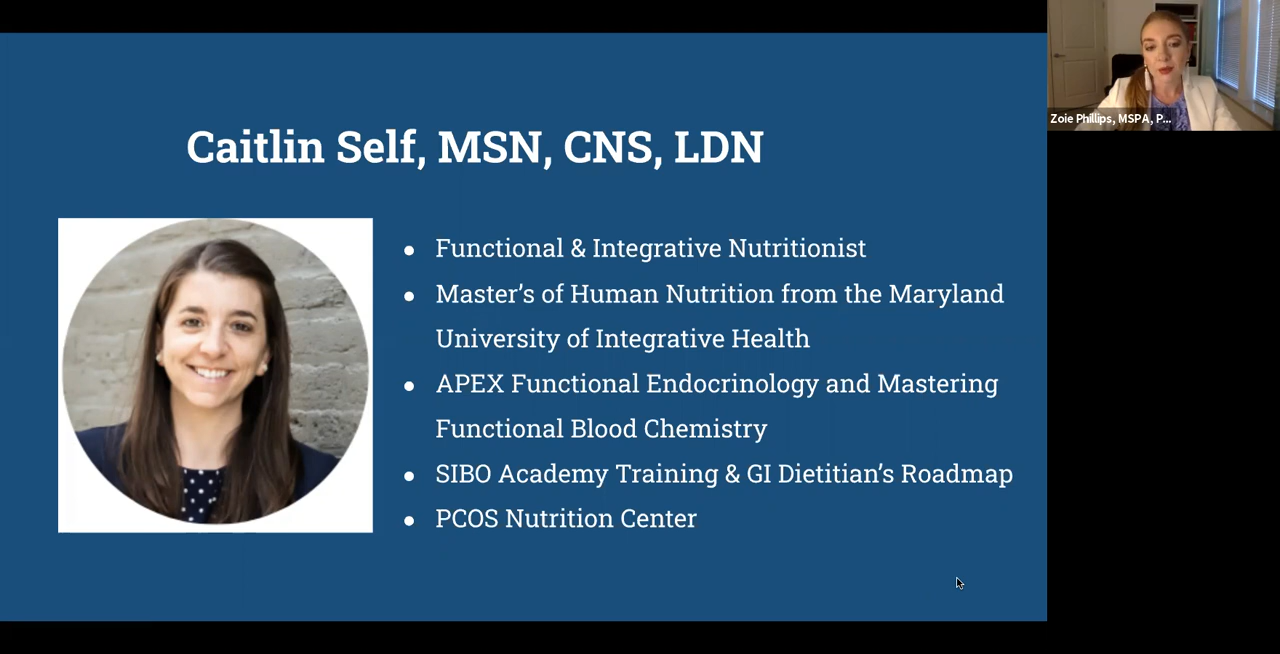 Caitlin Self, MSN, CNS, LDN
● Functional & Integrative Nutritionist
● Master’s of Human Nutrition from the Maryland
University of Integrative Health
● APEX Functional Endocrinology and Mastering
Functional Blood Chemistry
● SIBO Academy Training & GI Dietitian’s Roadmap
● PCOS Nutrition Center
Zoie Phillips, MSPA, P...